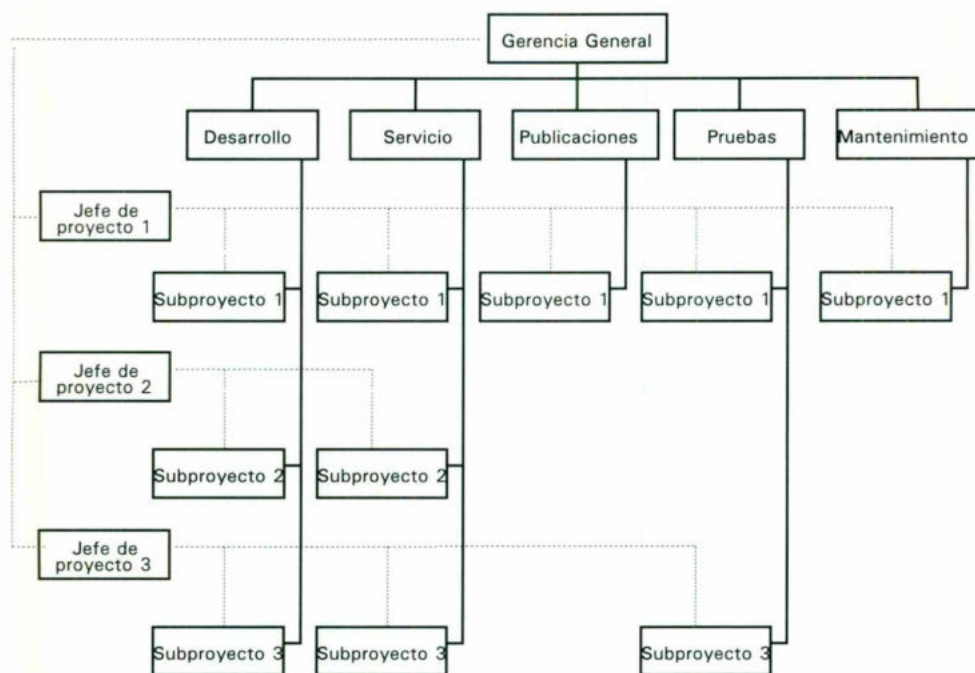 Gerencia General
Desarrollo
Servicio
Publicaciones
Pruebas
Mantenimiento
Jefe de
proyecto 1
Subproyecto 1
Subproyecto 1
Subproyecto 1
Subproyecto 1
Subproyecto 1
Jefe de
proyecto 2
Subproyecto 2
Subproyecto 2
Jefe de
proyecto 3
Subproyecto 3
Subproyecto 3
Subproyecto 3